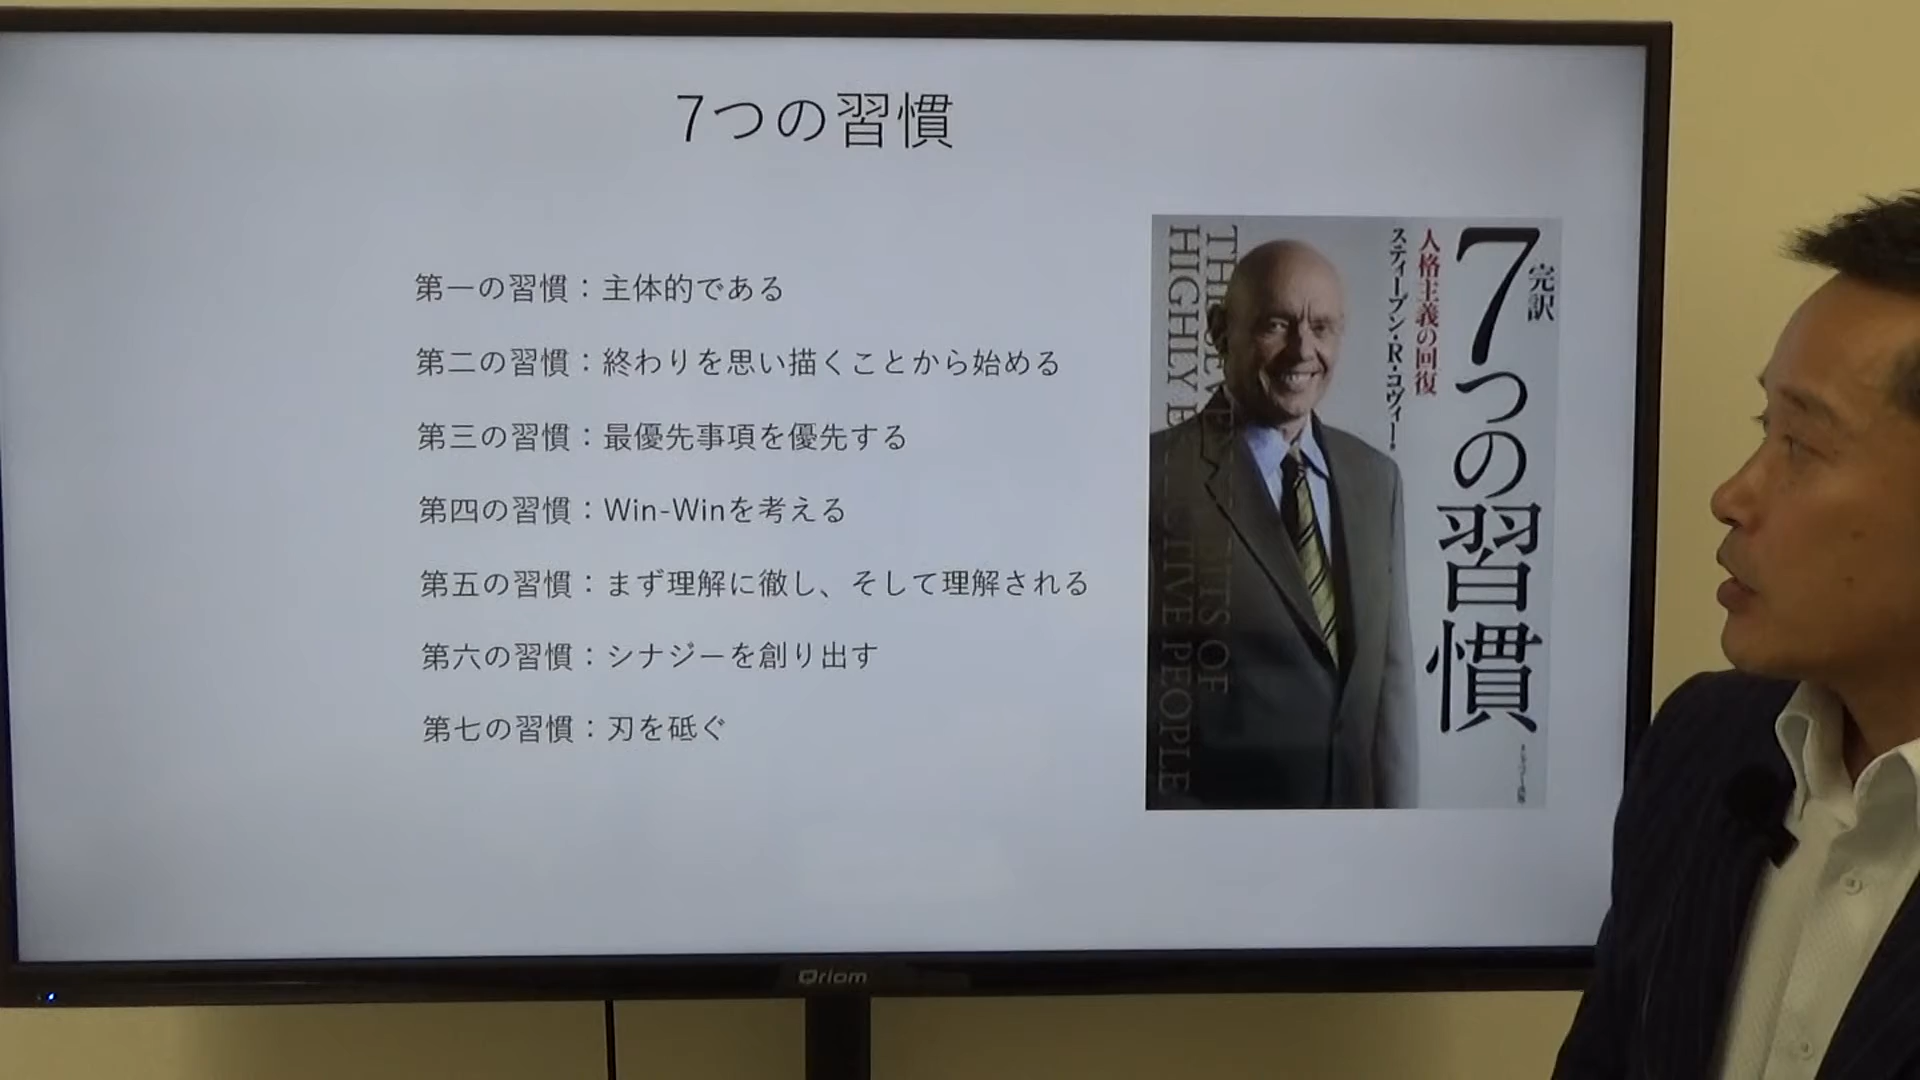 7つの習慣
第一の習慣：主体的である
第二の習慣：終わりを思い描くことから始める
第三の習慣：最優先事項を優先する
第四の習慣：Win-Winを考える
第五の習慣：まず理解に徹し、そして理解される
第六の習慣：シナジーを創り出す
第七の習慣：刃を砥ぐ
完訳
7つの習慣
人格主義の回復
スティーブン・R・コヴィー
HIGHLY
HITS OF
TIVE PEOPLE
Qriom